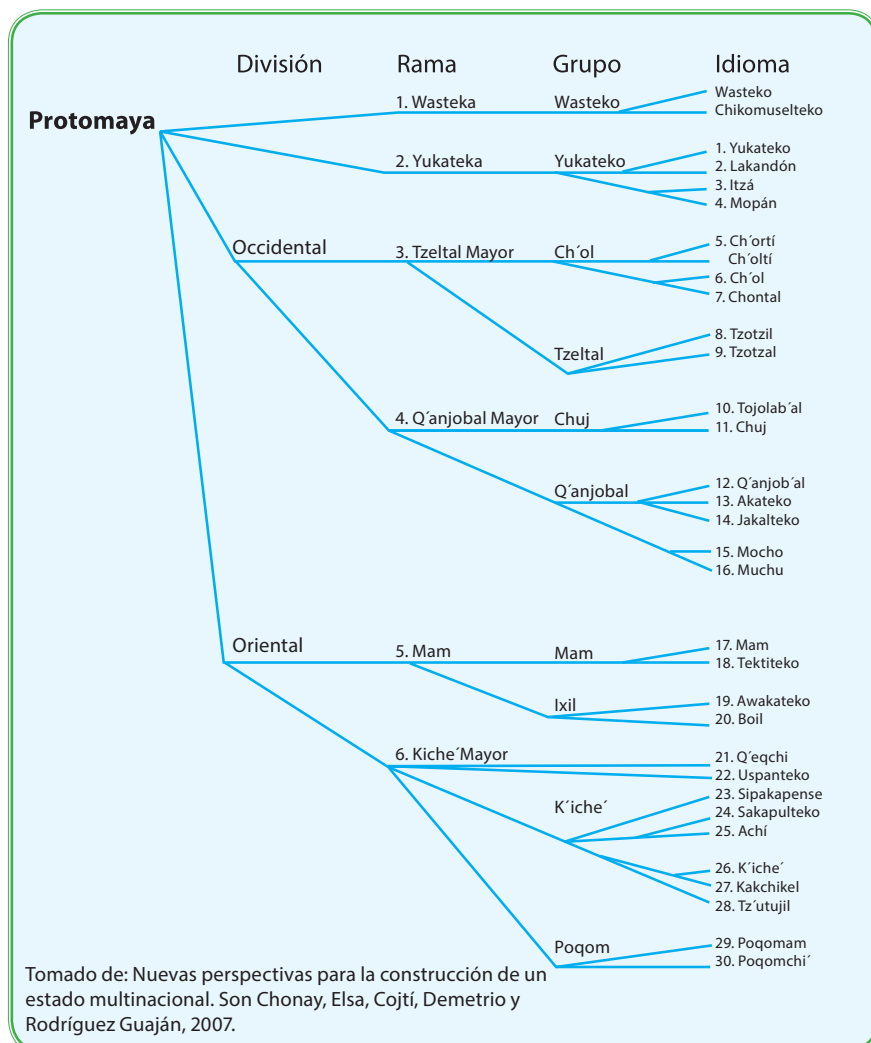 División Rama Grupo Idioma
Protomaya
1. Wasteka Wasteko Wasteko
Chikomuselteko
2. Yukateka Yukateko 1. Yukateko
2. Lakandón
3. Itzá
4. Mopán
Occidental 3. Tzeltal Mayor Ch´ol 5. Ch´ortí
Ch´oltí
6. Ch´ol
7. Chontal
Tzeltal 8. Tzotzil
9. Tzotzal
4. Q´anjobal Mayor Chuj 10. Tojolab´al
11. Chuj
Q´anjobal 12. Q´anjob´al
13. Akateko
14. Jakalteko
15. Mocho
16. Muchu
Oriental 5. Mam Mam 17. Mam
18. Tektiteko
Ixil 19. Awakateko
20. Boil
6. Kiche´Mayor 21. Q´eqchi
22. Uspanteko
K´iche´ 23. Sipakapense
24. Sakapulteko
25. Achí
26. K´iche´
27. Kakchikel
28. Tz´utujil
Poqom 29. Poqomam
30. Poqomchi´
Tomado de: Nuevas perspectivas para la construcción de un
estado multinacional. Son Chonay, Elsa, Cojtí, Demetrio y
Rodríguez Guaján, 2007.